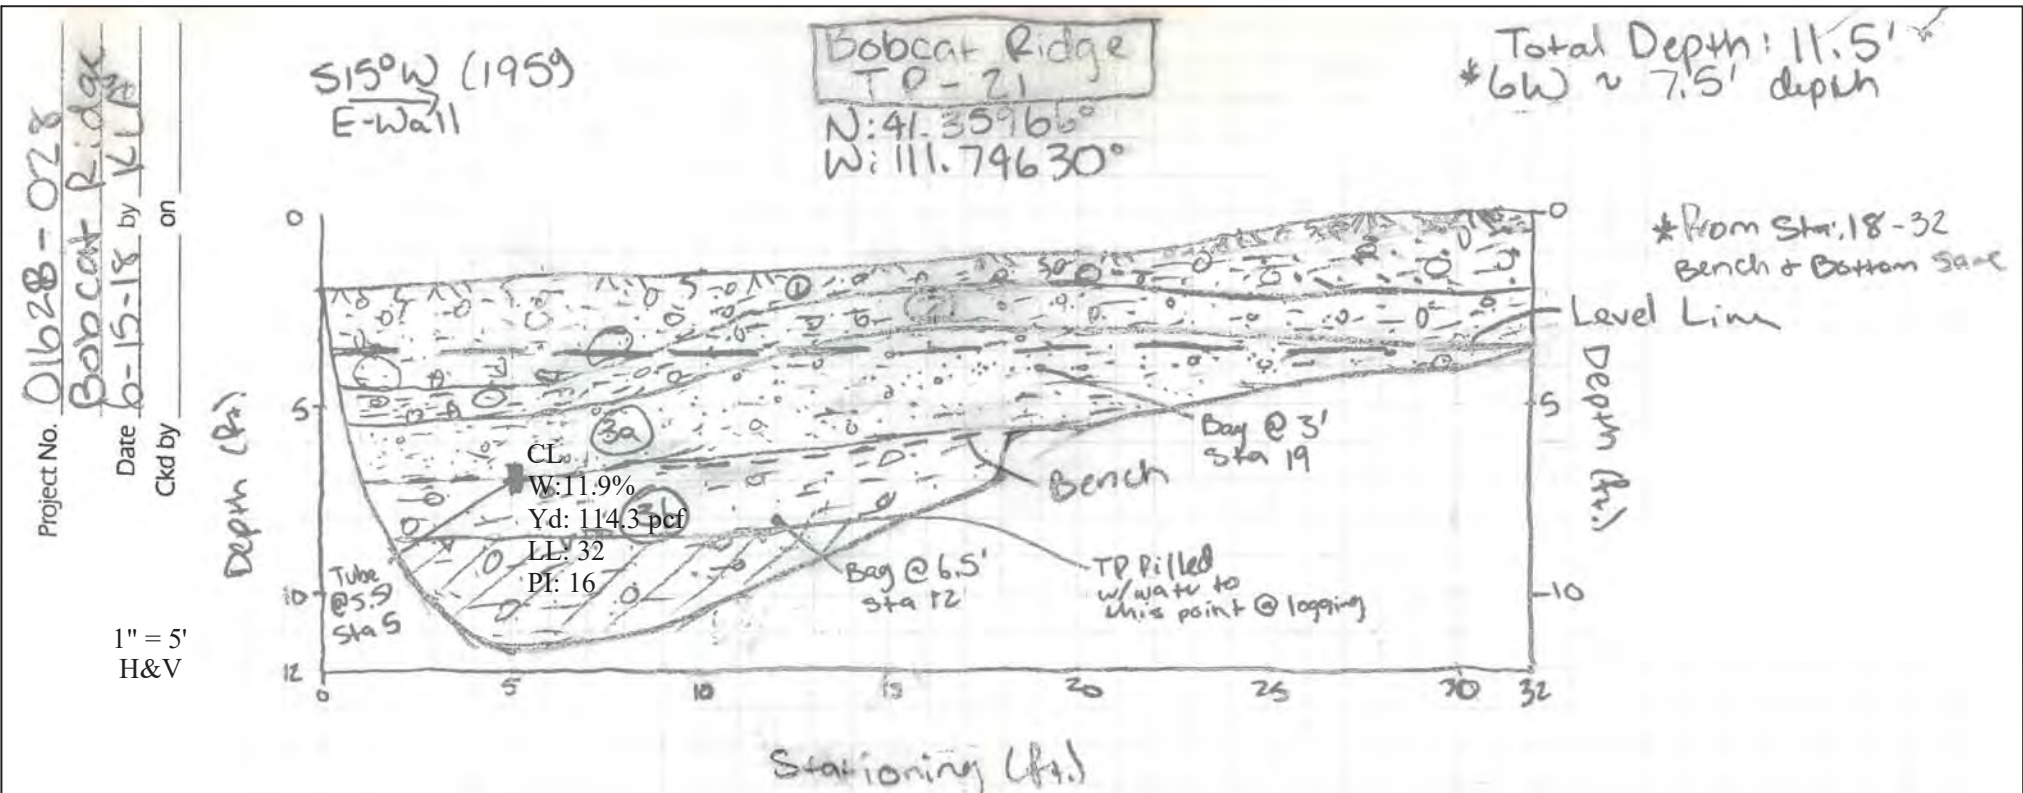 Project No. 01628-028
Bobcat Ridge
Date 6-15-18 by
Ckd by on
S15°W (195°)
E-Wall
Bobcat Ridge
TP-21
N: 41.35966°
W: 111.79630°
Total Depth: 11.5'
*GW ~ 7.5' depth
*From Sta. 18-32
Bench & Bottom Same
Level Line
0
5
10
12
Depth (ft.)
0
5
10
Depth (ft.)
1
2
3a
3b
CL
W:11.9%
Yd: 114.3 pcf
LL: 32
PI: 16
Bag @ 3'
Sta 19
Bench
Bag @ 6.5'
Sta 12
TP filled
w/water to
this point @ logging
Tube
@5.5'
Sta 5
1" = 5'
H&V
0 5 10 15 20 25 30 32
Stationing (ft.)